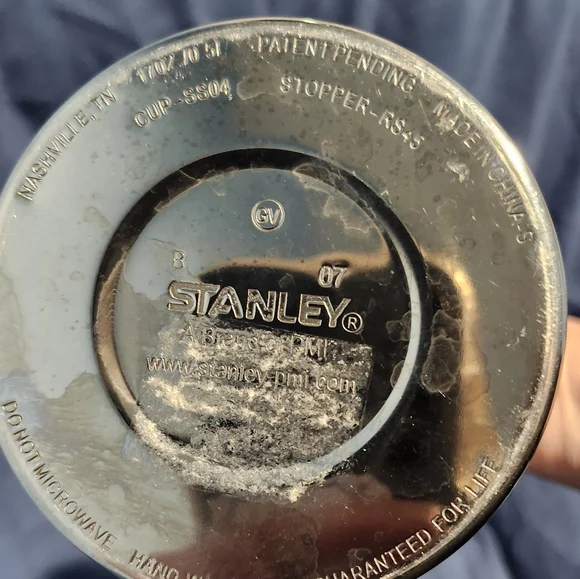 NASHVILLE, TN 17OZ./0.5L PATENT PENDING MADE IN CHINA-S
CUP-SS04 STOPPER-RS45
GV
B 07
STANLEY®
A Brand of PMI
www.stanley-pmi.com
DO NOT MICROWAVE HAND GUARANTEED FOR LIFE